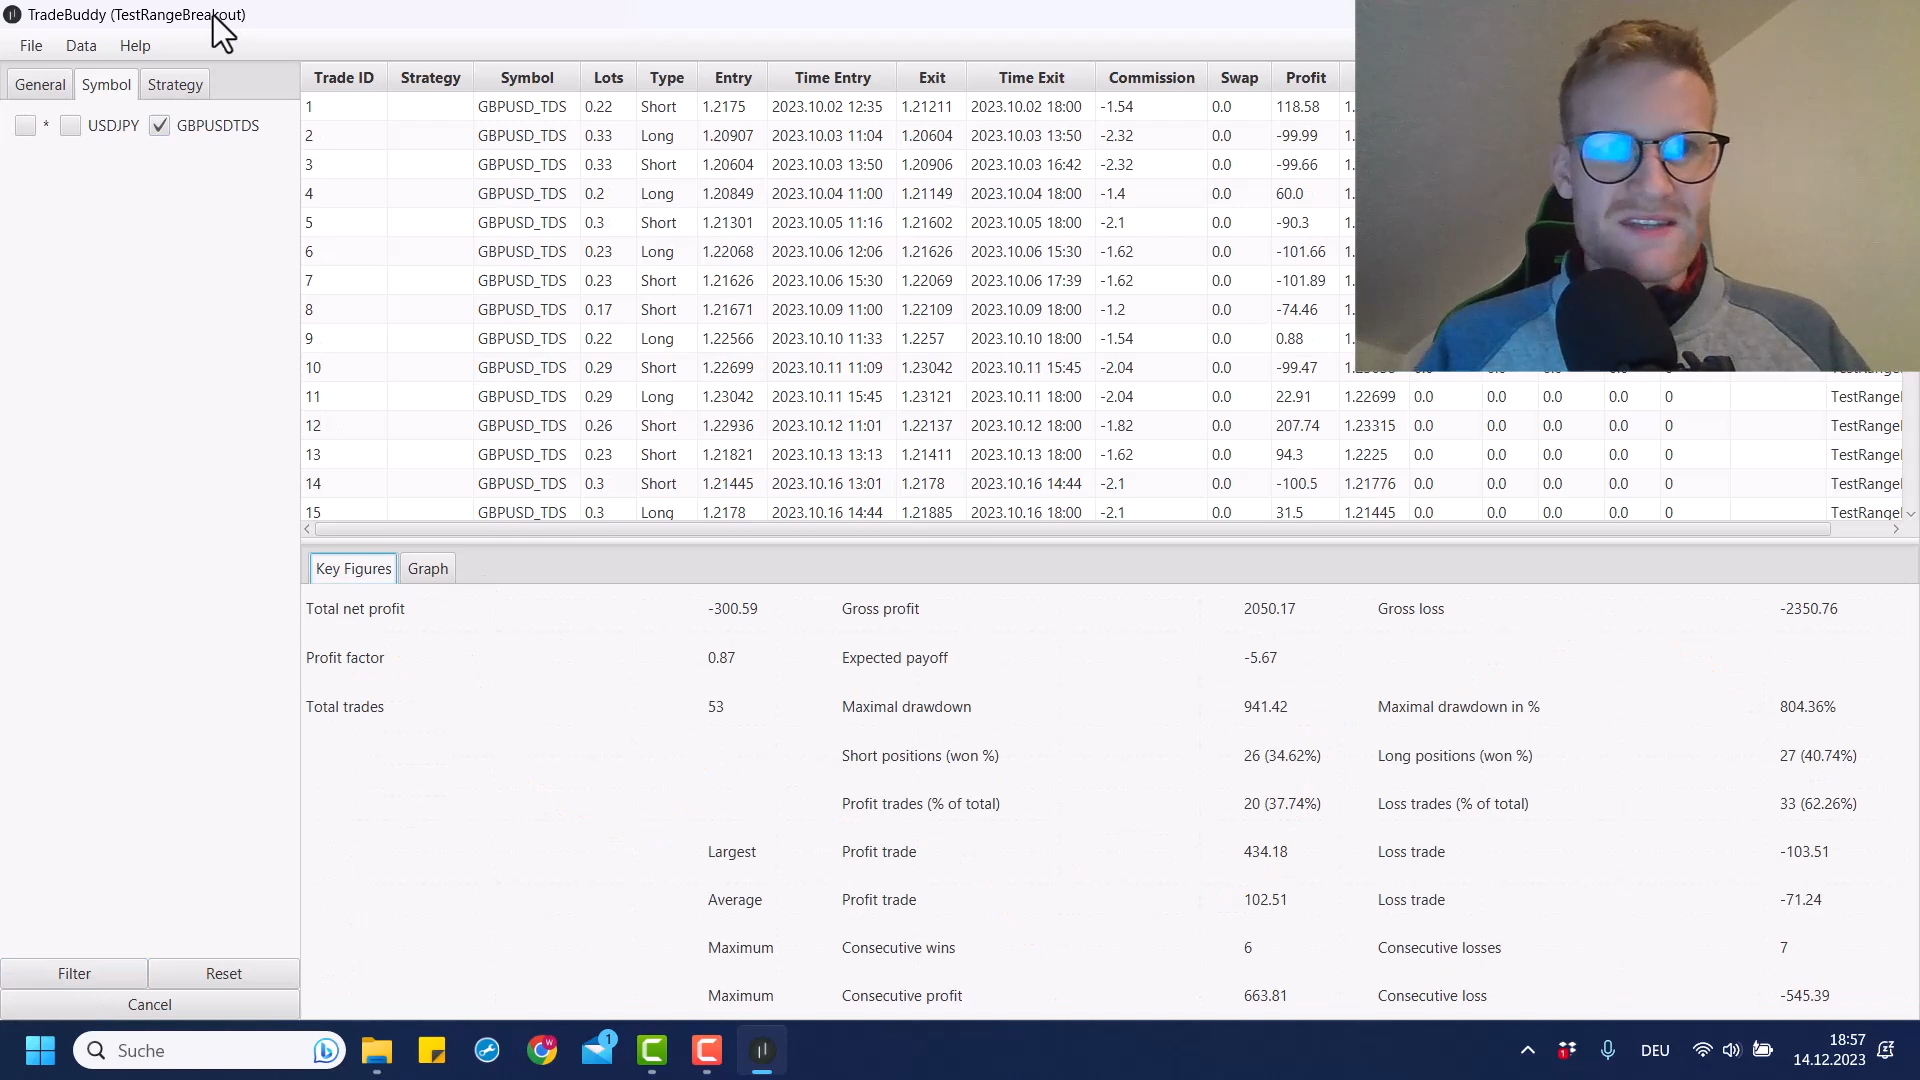 TradeBuddy (TestRangeBreakout)
File Data Help
General Symbol Strategy
* USDJPY GBPUSDTDS
Trade ID Strategy Symbol Lots Type Entry Time Entry Exit Time Exit Commission Swap Profit
1 GBPUSD_TDS 0.22 Short 1.2175 2023.10.02 12:35 1.21211 2023.10.02 18:00 -1.54 0.0 118.58 1.
2 GBPUSD_TDS 0.33 Long 1.20907 2023.10.03 11:04 1.20604 2023.10.03 13:50 -2.32 0.0 -99.99 1.
3 GBPUSD_TDS 0.33 Short 1.20604 2023.10.03 13:50 1.20906 2023.10.03 16:42 -2.32 0.0 -99.66 1.
4 GBPUSD_TDS 0.2 Long 1.20849 2023.10.04 11:00 1.21149 2023.10.04 18:00 -1.4 0.0 60.0 1.
5 GBPUSD_TDS 0.3 Short 1.21301 2023.10.05 11:16 1.21602 2023.10.05 18:00 -2.1 0.0 -90.3 1.
6 GBPUSD_TDS 0.23 Long 1.22068 2023.10.06 12:06 1.21626 2023.10.06 15:30 -1.62 0.0 -101.66 1.
7 GBPUSD_TDS 0.23 Short 1.21626 2023.10.06 15:30 1.22069 2023.10.06 17:39 -1.62 0.0 -101.89 1.
8 GBPUSD_TDS 0.17 Short 1.21671 2023.10.09 11:00 1.22109 2023.10.09 18:00 -1.2 0.0 -74.46 1.
9 GBPUSD_TDS 0.22 Long 1.22566 2023.10.10 11:33 1.2257 2023.10.10 18:00 -1.54 0.0 0.88 1.
10 GBPUSD_TDS 0.29 Short 1.22699 2023.10.11 11:09 1.23042 2023.10.11 15:45 -2.04 0.0 -99.47 0.0 0.0 0.0 0.0 0
11 GBPUSD_TDS 0.29 Long 1.23042 2023.10.11 15:45 1.23121 2023.10.11 18:00 -2.04 0.0 22.91 1.22699 0.0 0.0 0.0 0.0 0 TestRangel
12 GBPUSD_TDS 0.26 Short 1.22936 2023.10.12 11:01 1.22137 2023.10.12 18:00 -1.82 0.0 207.74 1.23315 0.0 0.0 0.0 0.0 0 TestRangel
13 GBPUSD_TDS 0.23 Short 1.21821 2023.10.13 13:13 1.21411 2023.10.13 18:00 -1.62 0.0 94.3 1.2225 0.0 0.0 0.0 0.0 0 TestRangel
14 GBPUSD_TDS 0.3 Short 1.21445 2023.10.16 13:01 1.2178 2023.10.16 14:44 -2.1 0.0 -100.5 1.21776 0.0 0.0 0.0 0.0 0 TestRangel
15 GBPUSD_TDS 0.3 Long 1.2178 2023.10.16 14:44 1.21885 2023.10.16 18:00 -2.1 0.0 31.5 1.21445 0.0 0.0 0.0 0.0 0 TestRangel
Key Figures Graph
Total net profit -300.59 Gross profit 2050.17 Gross loss -2350.76
Profit factor 0.87 Expected payoff -5.67
Total trades 53 Maximal drawdown 941.42 Maximal drawdown in % 804.36%
Short positions (won %) 26 (34.62%) Long positions (won %) 27 (40.74%)
Profit trades (% of total) 20 (37.74%) Loss trades (% of total) 33 (62.26%)
Largest Profit trade 434.18 Loss trade -103.51
Average Profit trade 102.51 Loss trade -71.24
Maximum Consecutive wins 6 Consecutive losses 7
Maximum Consecutive profit 663.81 Consecutive loss -545.39
Filter Reset
Cancel
Suche 1 1 DEU 18:57
14.12.2023